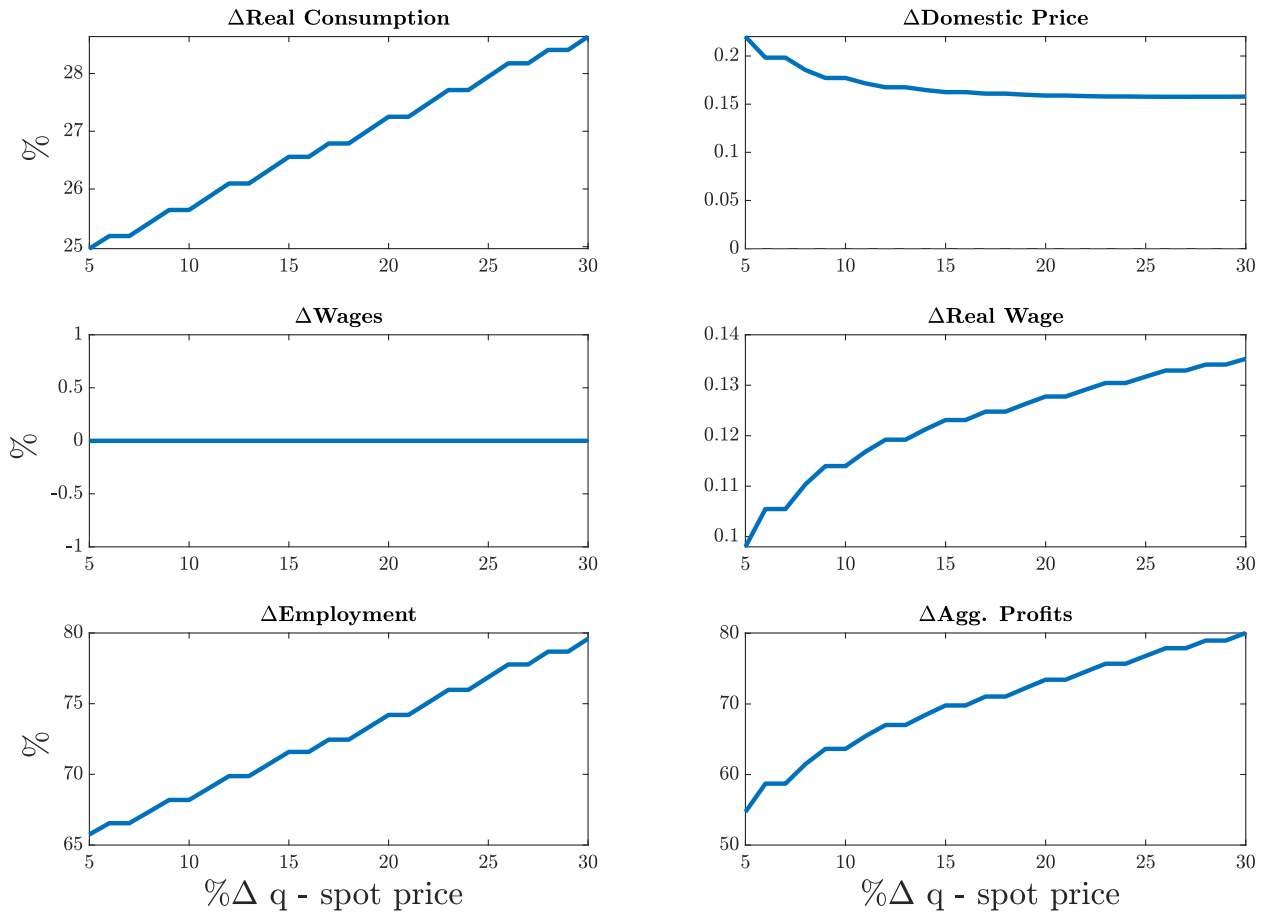 ΔReal Consumption
28
27
26
25
%
5 10 15 20 25 30
ΔDomestic Price
0.2
0.15
0.1
0.05
0
5 10 15 20 25 30
ΔWages
1
0.5
0
-0.5
-1
%
5 10 15 20 25 30
ΔReal Wage
0.14
0.13
0.12
0.11
0.1
5 10 15 20 25 30
ΔEmployment
80
75
70
65
%
5 10 15 20 25 30
%Δ q - spot price
ΔAgg. Profits
80
70
60
50
5 10 15 20 25 30
%Δ q - spot price